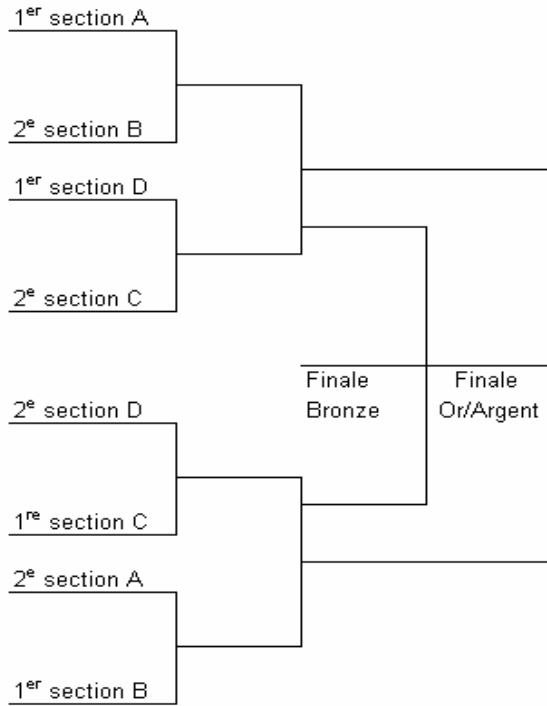 1er section A
2e section B
1er section D
2e section C
Finale Finale
Bronze Or/Argent
2e section D
1re section C
2e section A
1er section B